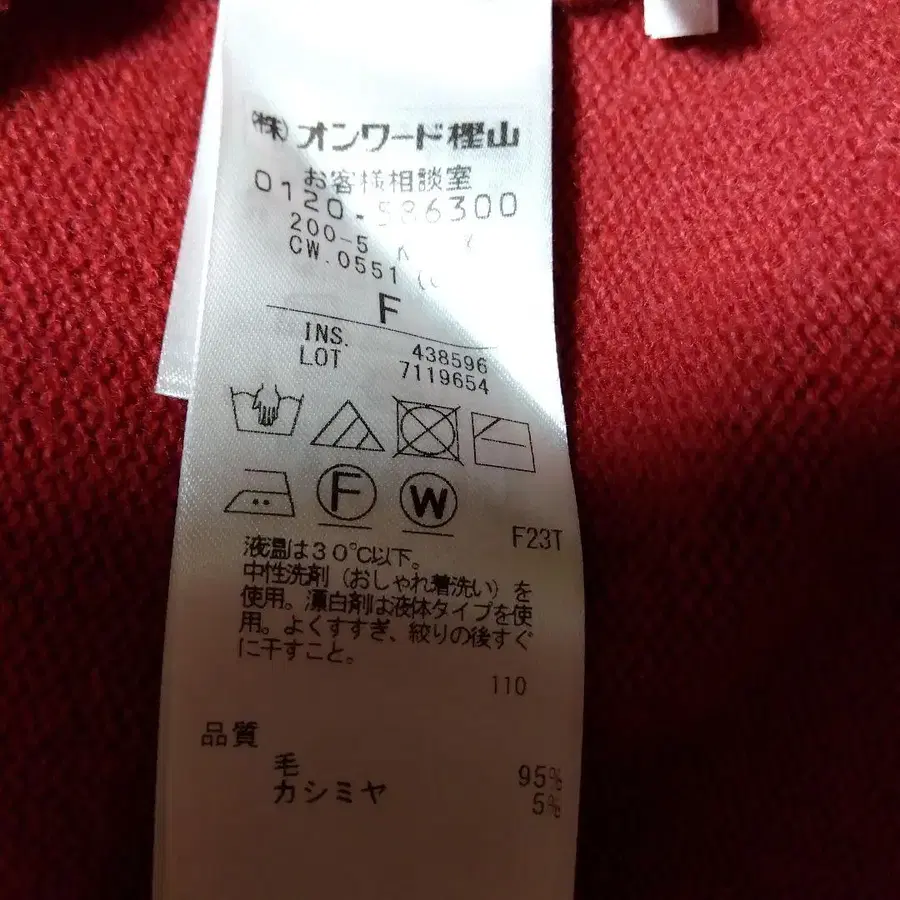 (株)オンワード樫山
お客様相談室
0120-586300
200-5 K
CW.0551
F
INS. 438596
LOT 7119654
F W
F23T
液温は30℃以下。
中性洗剤(おしゃれ着洗い)を
使用。漂白剤は液体タイプを使
用。よくすすぎ、絞りの後すぐ
に干すこと。
110
品質
毛 95%
カシミヤ 5%